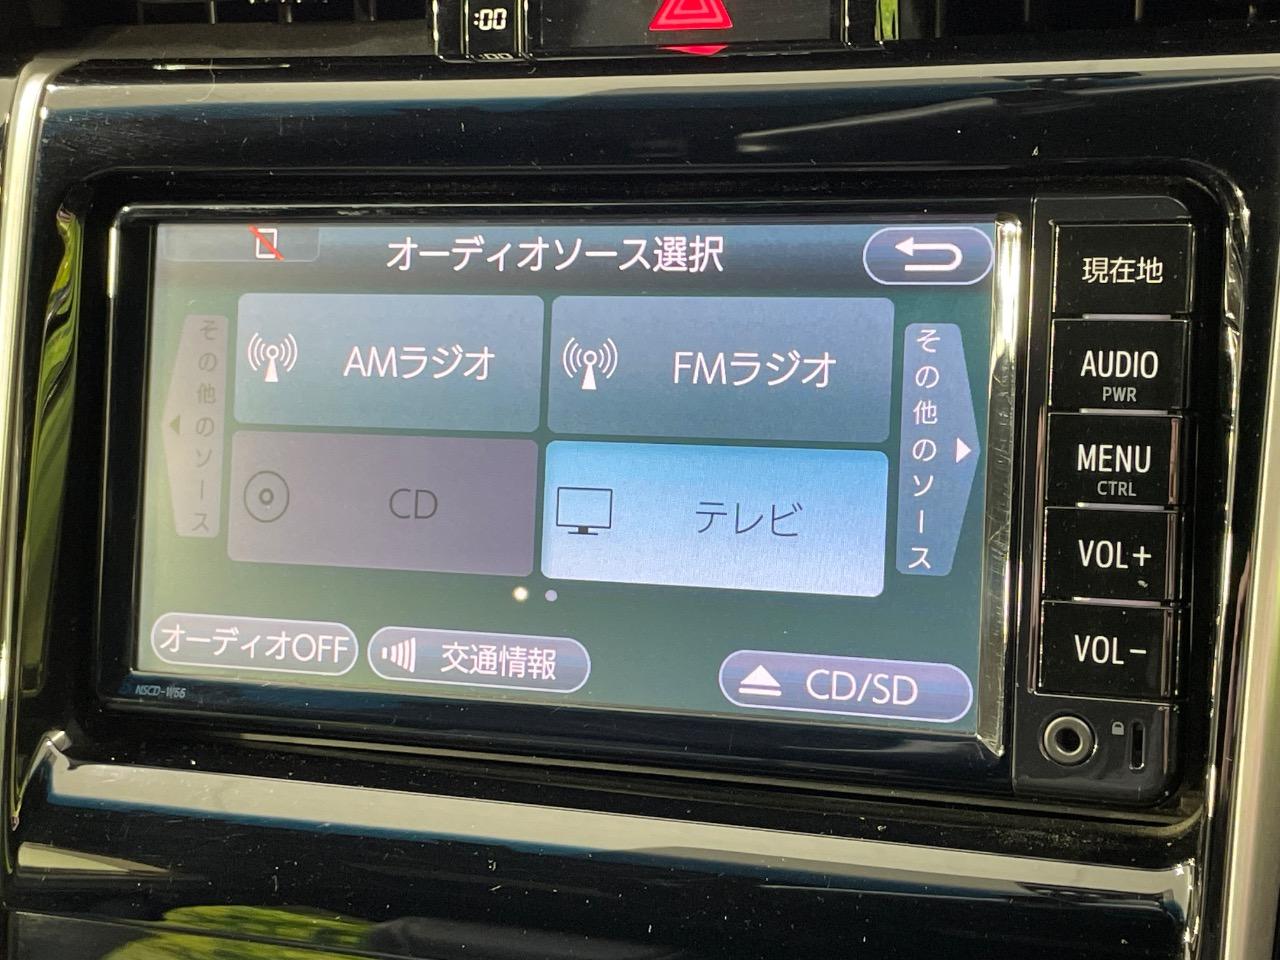 :00
オーディオソース選択
その他のソース
AMラジオ
FMラジオ
その他のソース
CD
テレビ
オーディオOFF
交通情報
CD/SD
NSCD-W66
現在地
AUDIO
PWR
MENU
CTRL
VOL+
VOL-